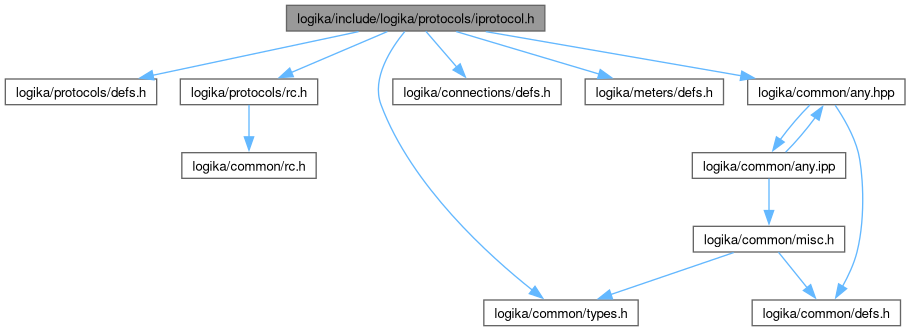 logika/include/logika/protocols/iprotocol.h
logika/protocols/defs.h
logika/protocols/rc.h
logika/connections/defs.h
logika/meters/defs.h
logika/common/any.hpp
logika/common/rc.h
logika/common/any.ipp
logika/common/misc.h
logika/common/types.h
logika/common/defs.h